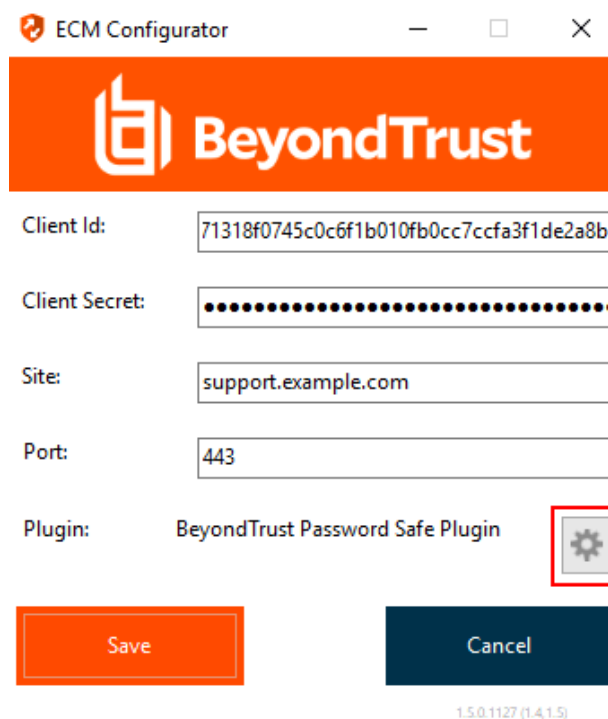 ECM Configurator
BeyondTrust
Client Id:
71318f0745c0c6f1b010fb0cc7ccfa3f1de2a8b
Client Secret:
Site:
support.example.com
Port:
443
Plugin:
BeyondTrust Password Safe Plugin
Save
Cancel
1.5.0.1127 (1.4,1.5)